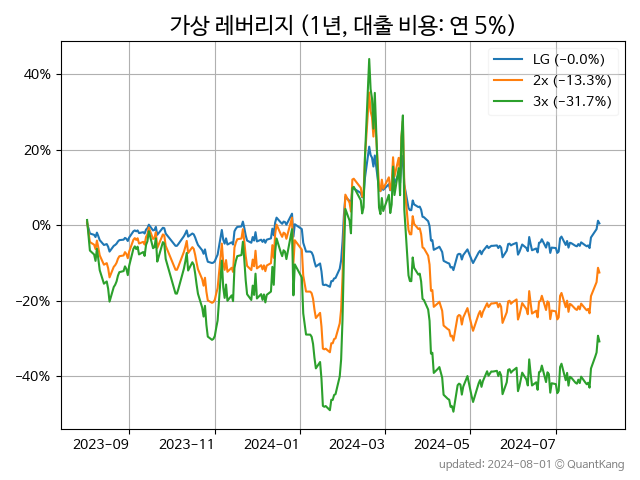 가상 레버리지 (1년, 대출 비용: 연 5%)
LG (−0.0%)
2x (−13.3%)
3x (−31.7%)
40%
20%
0%
−20%
−40%
2023-09
2023-11
2024-01
2024-03
2024-05
2024-07
updated: 2024-08-01 © QuantKang